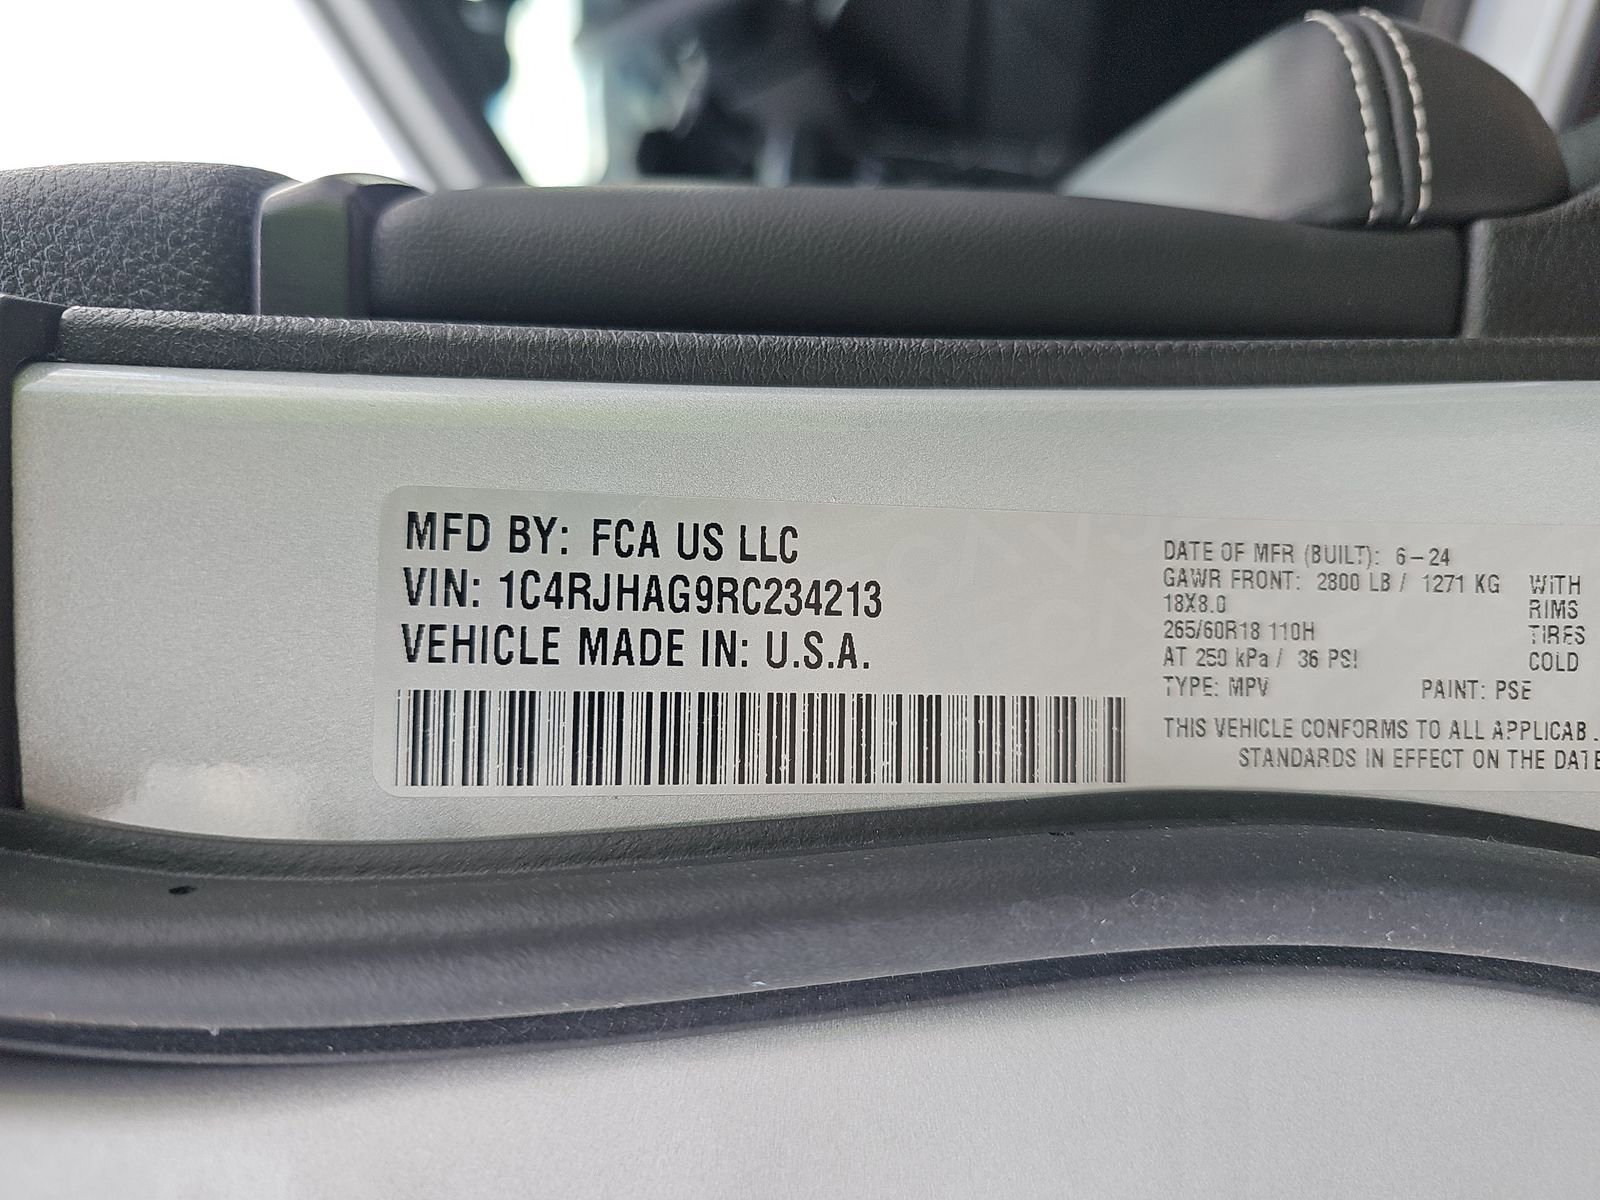 MFD BY: FCA US LLC
VIN: 1C4RJHAG9RC234213
VEHICLE MADE IN: U.S.A.
DATE OF MFR (BUILT): 6-24
GAWR FRONT: 2800 LB / 1271 KG WITH
18X8.0 RIMS
265/60R18 110H TIRES
AT 250 kPa / 36 PSI COLD
TYPE: MPV PAINT: PSE
THIS VEHICLE CONFORMS TO ALL APPLICAB
STANDARDS IN EFFECT ON THE DATE